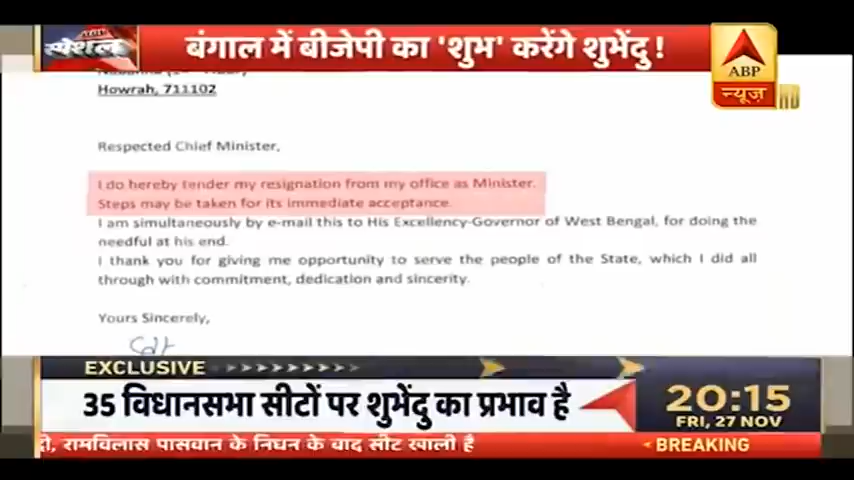 स्पेशल
बंगाल में बीजेपी का 'शुभ' करेंगे शुभेंदु!
ABP
न्यूज़
HD
Howrah, 711102
Respected Chief Minister,
I do hereby tender my resignation from my office as Minister.
Steps may be taken for its immediate acceptance.
I am simultaneously by e-mail this to His Excellency-Governor of West Bengal, for doing the
needful at his end.
I thank you for giving me opportunity to serve the people of the State, which I did all
through with commitment, dedication and sincerity.
Yours Sincerely,
EXCLUSIVE
35 विधानसभा सीटों पर शुभेंदु का प्रभाव है
20:15
FRI, 27 NOV
रामविलास पासवान के निधन के बाद सीट खाली है
BREAKING